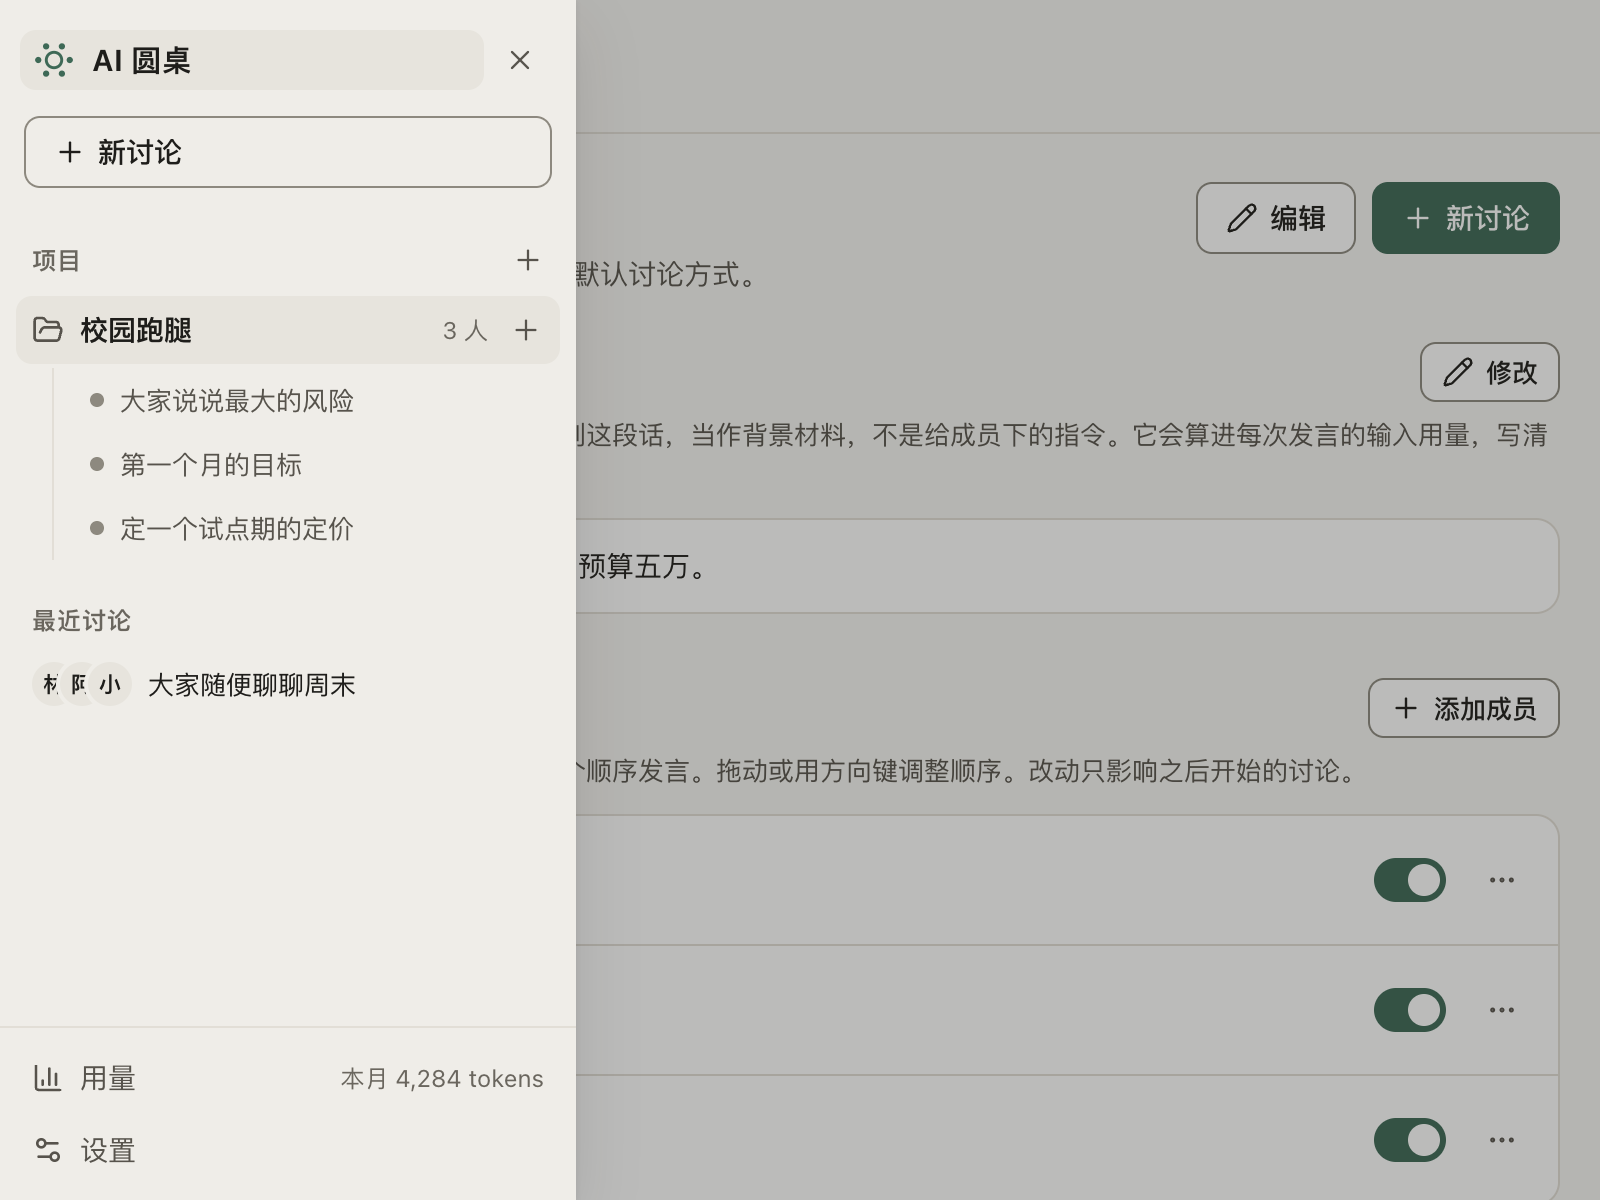 AI 圆桌
新讨论
项目
校园跑腿 3 人
大家说说最大的风险
第一个月的目标
定一个试点期的定价
最近讨论
小 大家随便聊聊周末
用量 本月 4,284 tokens
设置
编辑 新讨论
默认讨论方式。
修改
这段话，当作背景材料，不是给成员下的指令。它会算进每次发言的输入用量，写清
预算五万。
添加成员
顺序发言。拖动或用方向键调整顺序。改动只影响之后开始的讨论。